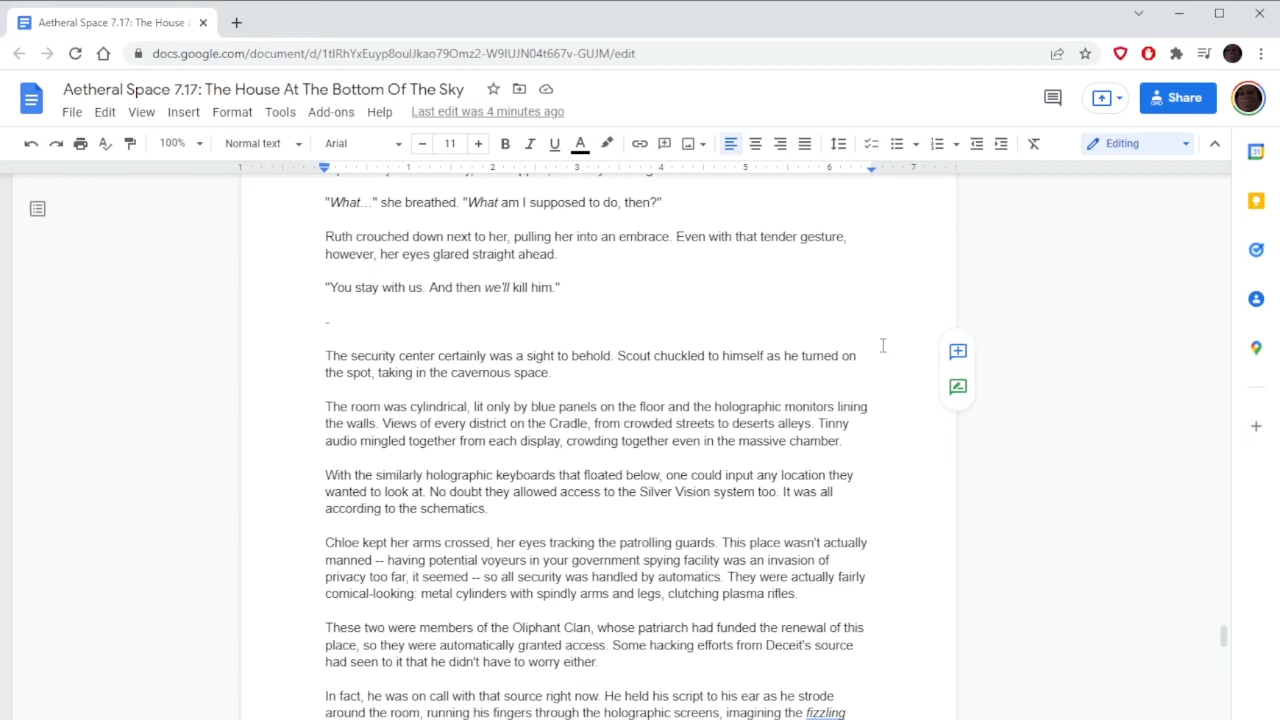 Aetheral Space 7.17: The House
docs.google.com/document/d/1tlRhYxEuyp8oulJkao79Omz2-W9IUJN04t667v-GUJM/edit
Aetheral Space 7.17: The House At The Bottom Of The Sky
File Edit View Insert Format Tools Add-ons Help Last edit was 4 minutes ago
Share
100% Normal text Arial 11 Editing
1 1 2 3 4 5 6 7
"What..." she breathed. "What am I supposed to do, then?"
Ruth crouched down next to her, pulling her into an embrace. Even with that tender gesture,
however, her eyes glared straight ahead.
"You stay with us. And then we'll kill him."
-
The security center certainly was a sight to behold. Scout chuckled to himself as he turned on
the spot, taking in the cavernous space.
The room was cylindrical, lit only by blue panels on the floor and the holographic monitors lining
the walls. Views of every district on the Cradle, from crowded streets to deserts alleys. Tinny
audio mingled together from each display, crowding together even in the massive chamber.
With the similarly holographic keyboards that floated below, one could input any location they
wanted to look at. No doubt they allowed access to the Silver Vision system too. It was all
according to the schematics.
Chloe kept her arms crossed, her eyes tracking the patrolling guards. This place wasn't actually
manned -- having potential voyeurs in your government spying facility was an invasion of
privacy too far, it seemed -- so all security was handled by automatics. They were actually fairly
comical-looking: metal cylinders with spindly arms and legs, clutching plasma rifles.
These two were members of the Oliphant Clan, whose patriarch had funded the renewal of this
place, so they were automatically granted access. Some hacking efforts from Deceit's source
had seen to it that he didn't have to worry either.
In fact, he was on call with that source right now. He held his script to his ear as he strode
around the room, running his fingers through the holographic screens, imagining the fizzling